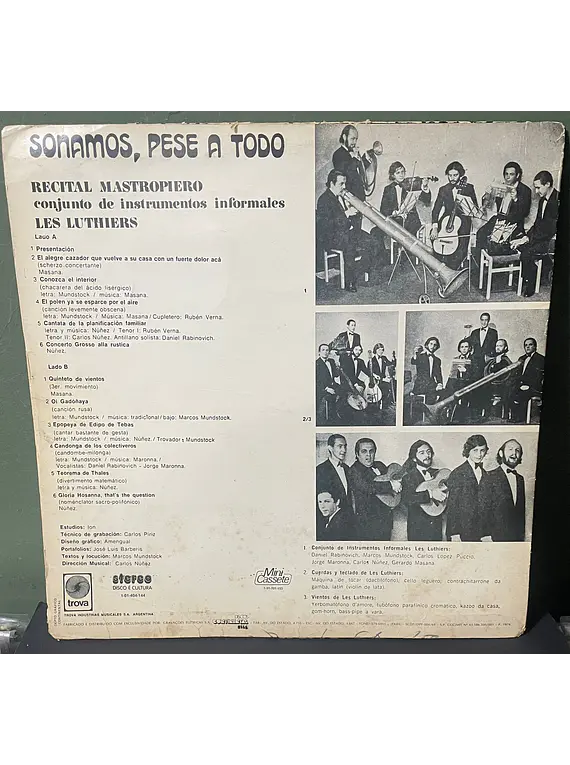 SONAMOS, PESE A TODO
RECITAL MASTROPIERO
conjunto de instrumentos informales
LES LUTHIERS
Lado A
1 Presentación
2 El alegre cazador que vuelve a su casa con un fuerte dolor acá
(scherzo concertante)
Masana.
3 Conozca el interior
(chacarera del ácido lisérgico)
letra: Mundstock / música: Masana.
4 El polen ya se esparce por el aire
(canción levemente obscena)
letra: Mundstock / Música: Masana / Cupletero: Rubén Verna.
5 Cantata de la planificación familiar
letra y música: Núñez / Tenor I: Rubén Verna.
Tenor II: Carlos Núñez. Antillano solista: Daniel Rabinovich.
6 Concerto Grosso alla rustica
Núñez.
Lado B
1 Quinteto de vientos
(3er. movimiento)
Masana.
2 Oi Gadóñaya
(canción rusa)
letra: Mundstock / música: tradicional / bajo: Marcos Mundstock.
3 Epopeya de Edipo de Tebas
(cantar bastante de gesta)
letra: Mundstock / música: Núñez / Trovador: Mundstock
4 Candonga de los colectiveros
(candombe-milonga)
letra: Mundstock / música: Maronna /
Vocalistas: Daniel Rabinovich - Jorge Maronna.
5 Teorema de Thales
(divertimento matemático)
letra y música: Núñez.
6 Gloria Hosanna, that's the question
(nomenclátor sacro-polifónico)
Núñez.
Estudios: Ion
Técnico de grabación: Carlos Píriz
Diseño gráfico: Amengual
Portafolios: José Luis Barberis
Textos y locución: Marcos Mundstock
Dirección Musical: Carlos Núñez
trova
stereo
DISCO É CULTURA
1-01-404-144
Mini
Cassete
TROVA INDUSTRIAS MUSICALES S.A. ARGENTINA
1
2/3
1 Conjunto de Instrumentos Informales Les Luthiers:
Daniel Rabinovich, Marcos Mundstock, Carlos López Puccio,
Jorge Maronna, Carlos Núñez, Gerardo Masana
2 Cuerdas y teclado de Les Luthiers:
Máquina de tocar (dactilófono), cello legüero, contrachitarrone da
gamba, latín (violín de lata)
3 Vientos de Les Luthiers:
Yerbomatófono d'amore, tubófono parafínico cromático, kazoo da casa,
gom-horn, bass-pipe a vara.